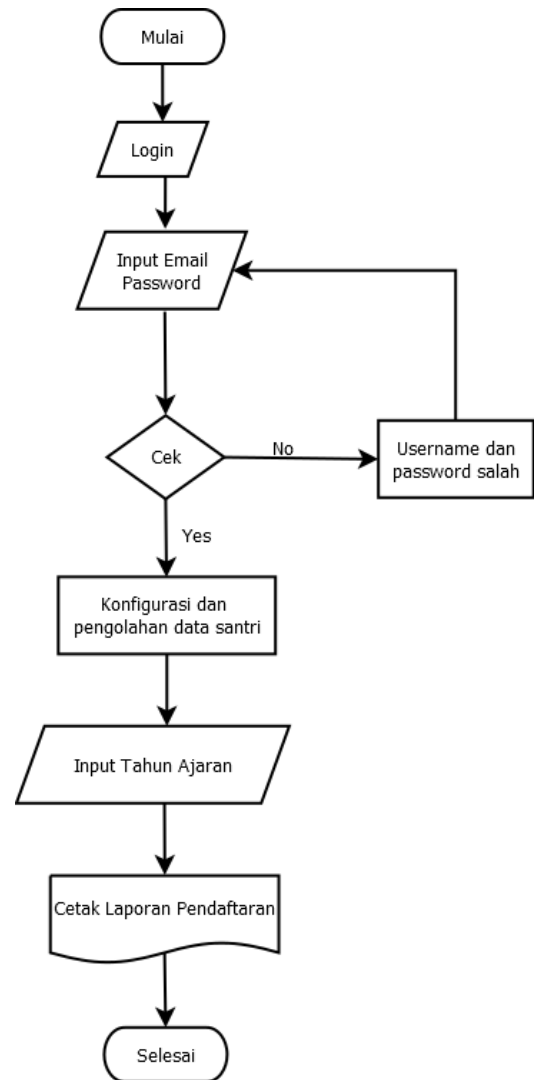 Mulai
Login
Input Email
Password
Cek
No
Username dan
password salah
Yes
Konfigurasi dan
pengolahan data santri
Input Tahun Ajaran
Cetak Laporan Pendaftaran
Selesai